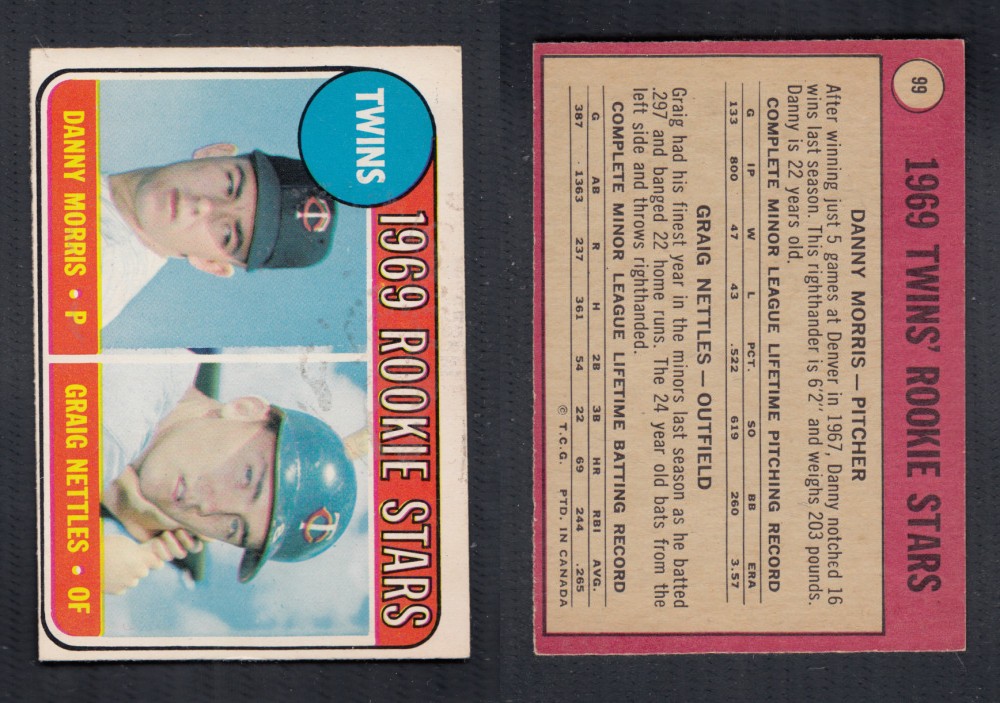 TWINS
1969 ROOKIE STARS
TC
TC
DANNY MORRIS • P
GRAIG NETTLES • OF
99
1969 TWINS' ROOKIE STARS
DANNY MORRIS — PITCHER
After winning just 5 games at Denver in 1967, Danny notched 16
wins last season. This righthander is 6'2" and weighs 203 pounds.
Danny is 22 years old.
COMPLETE MINOR LEAGUE LIFETIME PITCHING RECORD
G IP W L PCT. SO BB ERA
133 800 47 43 .522 619 260 3.57
GRAIG NETTLES — OUTFIELD
Graig had his finest year in the minors last season as he batted
.297 and banged 22 home runs. The 24 year old bats from the
left side and throws righthanded.
COMPLETE MINOR LEAGUE LIFETIME BATTING RECORD
G AB R H 2B 3B HR RBI AVG.
387 1363 237 361 54 22 69 244 .265
© T.C.G. PTD. IN CANADA